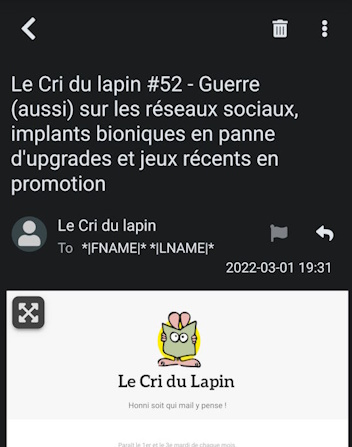 Le Cri du lapin #52 - Guerre
(aussi) sur les réseaux sociaux,
implants bioniques en panne
d'upgrades et jeux récents en
promotion
Le Cri du lapin
To *|FNAME|* *|LNAME|*
2022-03-01 19:31
Le Cri du Lapin
Honni soit qui mail y pense !
Paraît le 1er et le 3e mardi de chaque mois